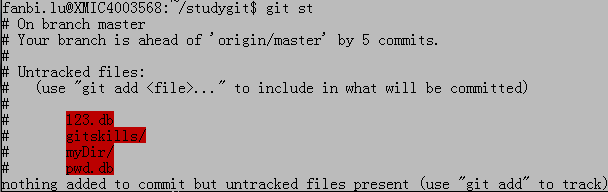 fanbi.lu@XMIC4003568:~/studygit$ git st
# On branch master
# Your branch is ahead of 'origin/master' by 5 commits.
#
# Untracked files:
#   (use "git add <file>..." to include in what will be committed)
#
#       123.db
#       gitskills/
#       myDir/
#       pwd.db
nothing added to commit but untracked files present (use "git add" to track)